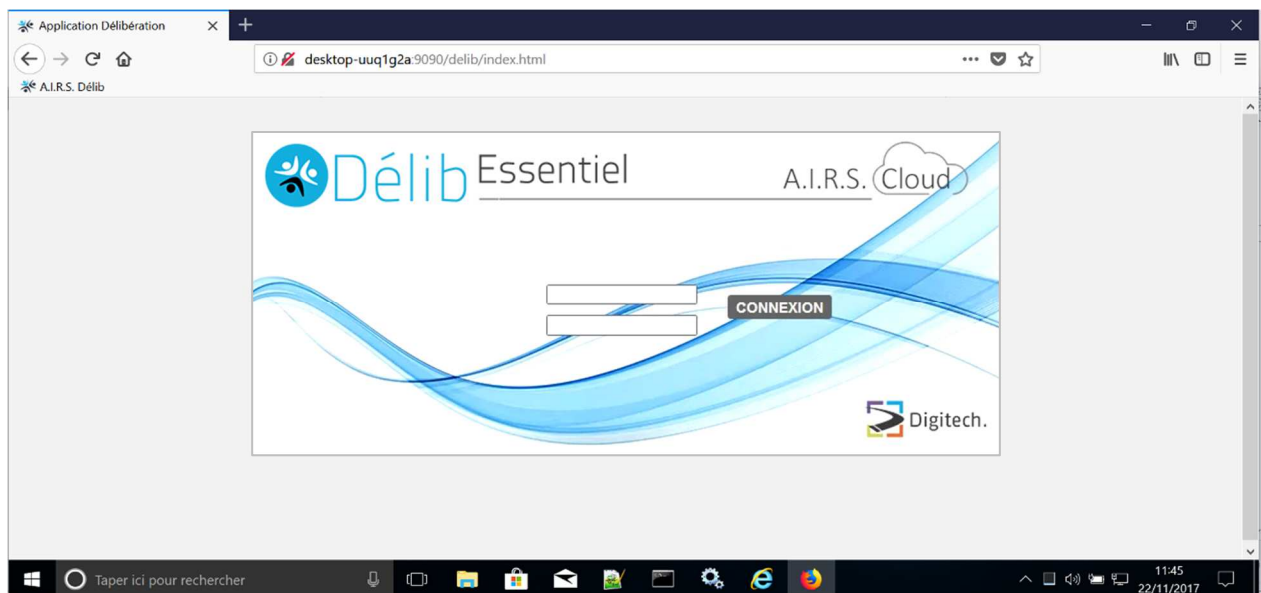 Application Délibération
desktop-uuq1g2a:9090/delib/index.html
A.I.R.S. Délib
Délib Essentiel
A.I.R.S. Cloud
CONNEXION
Digitech.
Taper ici pour rechercher
11:45
22/11/2017